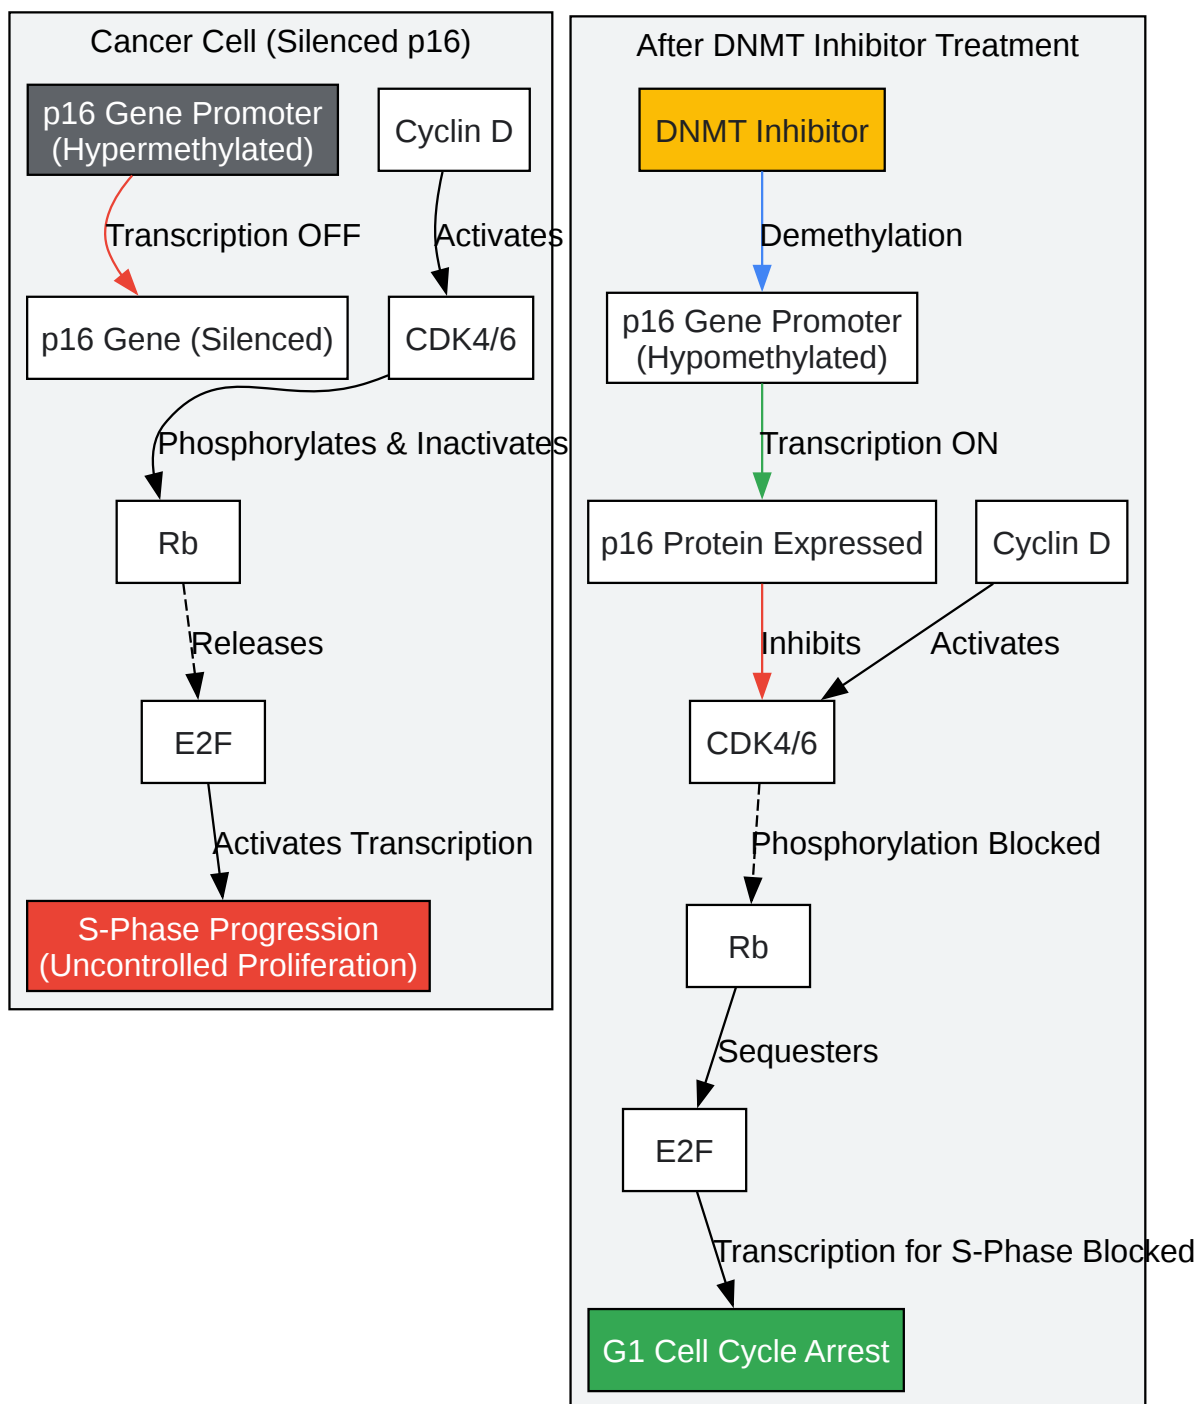 Cancer Cell (Silenced p16)
p16 Gene Promoter
(Hypermethylated)
Cyclin D
Transcription OFF
Activates
p16 Gene (Silenced)
CDK4/6
Phosphorylates & Inactivates
Rb
Releases
E2F
Activates Transcription
S-Phase Progression
(Uncontrolled Proliferation)
After DNMT Inhibitor Treatment
DNMT Inhibitor
Demethylation
p16 Gene Promoter
(Hypomethylated)
Transcription ON
p16 Protein Expressed
Cyclin D
Inhibits
Activates
CDK4/6
Phosphorylation Blocked
Rb
Sequesters
E2F
Transcription for S-Phase Blocked
G1 Cell Cycle Arrest